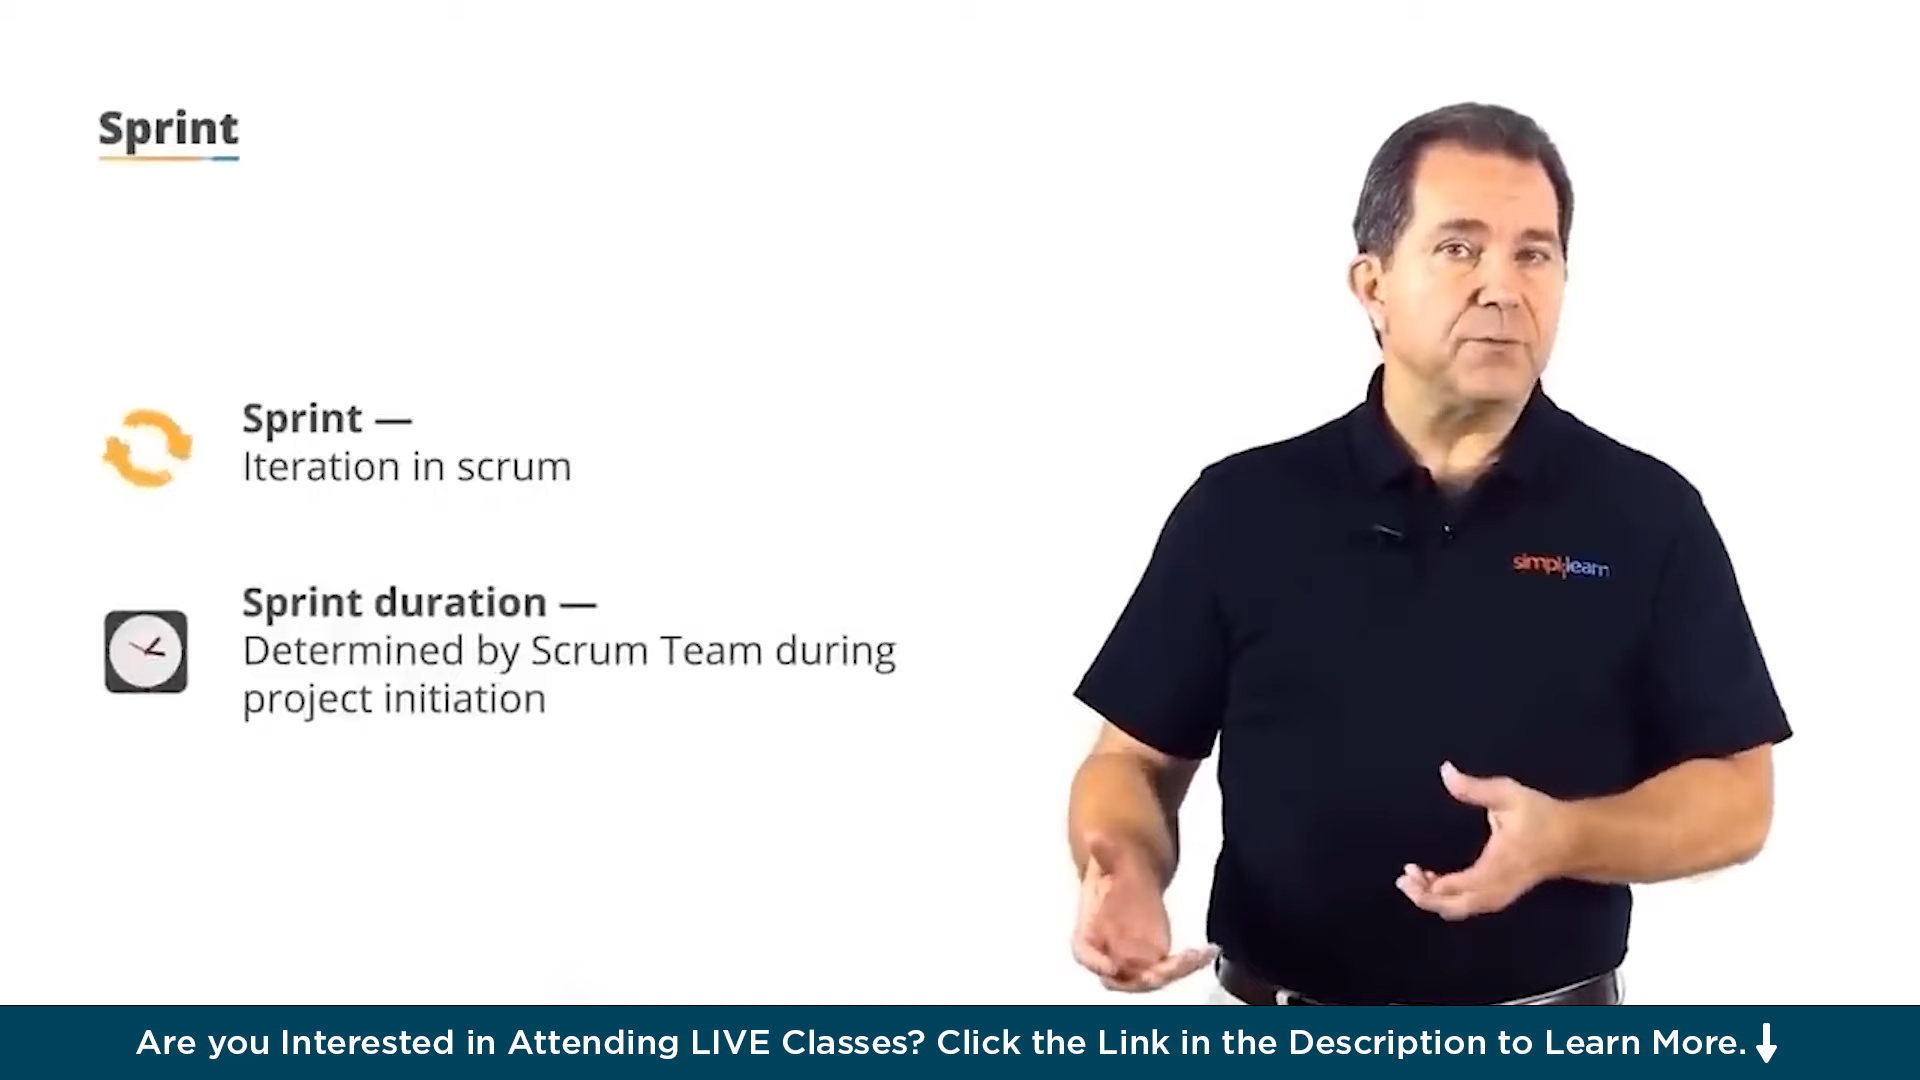 Sprint
Sprint —
Iteration in scrum
Sprint duration —
Determined by Scrum Team during
project initiation
simplilearn
Are you Interested in Attending LIVE Classes? Click the Link in the Description to Learn More.